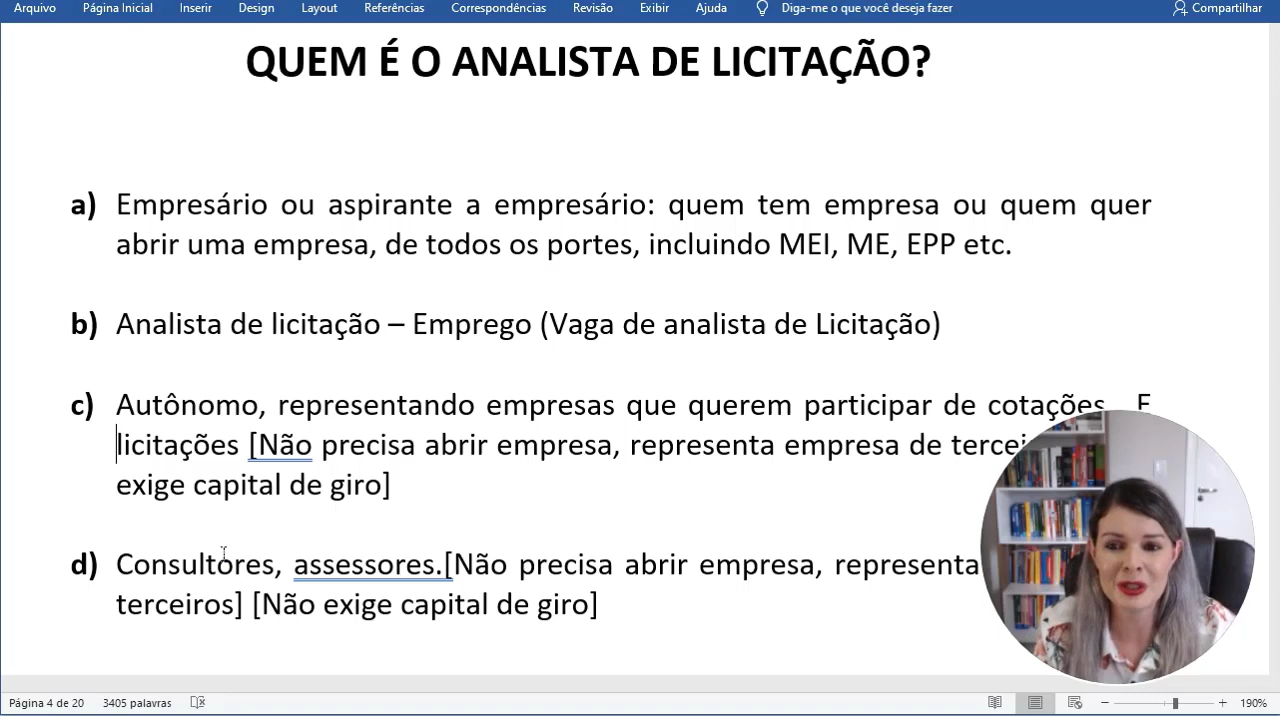 Arquivo Página Inicial Inserir Design Layout Referências Correspondências Revisão Exibir Ajuda Diga-me o que você deseja fazer Compartilhar
QUEM É O ANALISTA DE LICITAÇÃO?
a) Empresário ou aspirante a empresário: quem tem empresa ou quem quer
abrir uma empresa, de todos os portes, incluindo MEI, ME, EPP etc.
b) Analista de licitação – Emprego (Vaga de analista de Licitação)
c) Autônomo, representando empresas que querem participar de cotações E
licitações [Não precisa abrir empresa, representa empresa de
exige capital de giro]
d) Consultores, assessores.[Não precisa abrir empresa, representa
terceiros] [Não exige capital de giro]
Página 4 de 20 3405 palavras 190%